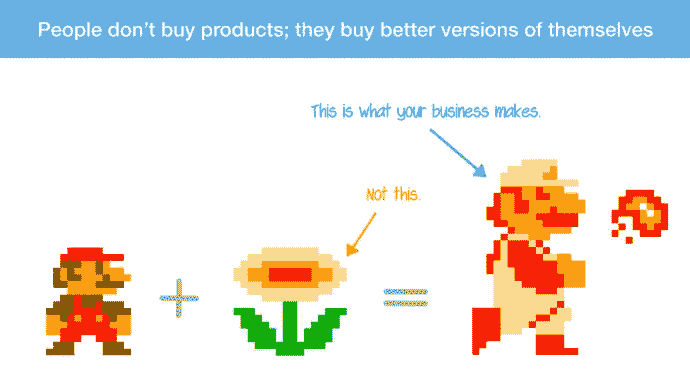 People don't buy products; they buy better versions of themselves
This is what your business makes.
Not this.
+
=